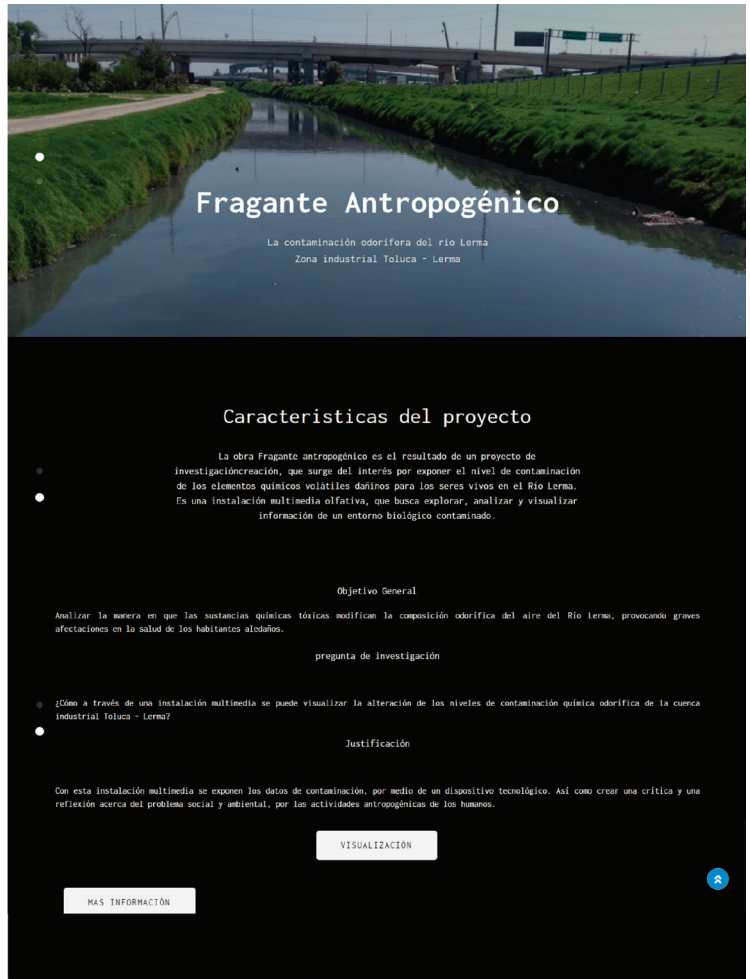 Fragante Antropogénico
La contaminación odorifera del rio Lerma
Zona industrial Toluca - Lerma
Caracteristicas del proyecto
La obra Fragante antropogénico es el resultado de un proyecto de
investigacióncreación, que surge del interés por exponer el nivel de contaminación
de los elementos químicos volátiles dañinos para los seres vivos en el Río Lerma.
Es una instalación multimedia olfativa, que busca explorar, analizar y visualizar
información de un entorno biológico contaminado.
Objetivo General
Analizar la manera en que las sustancias químicas tóxicas modifican la composición odorífica del aire del Río Lerma, provocando graves
afectaciones en la salud de los habitantes aledaños.
pregunta de investigación
¿Cómo a través de una instalación multimedia se puede visualizar la alteración de los niveles de contaminación química odorífica de la cuenca
industrial Toluca - Lerma?
Justificación
Con esta instalación multimedia se exponen los datos de contaminación, por medio de un dispositivo tecnológico. Así como crear una crítica y una
reflexión acerca del problema social y ambiental, por las actividades antropogénicas de los humanos.
VISUALIZACIÓN
MAS INFORMACIÓN